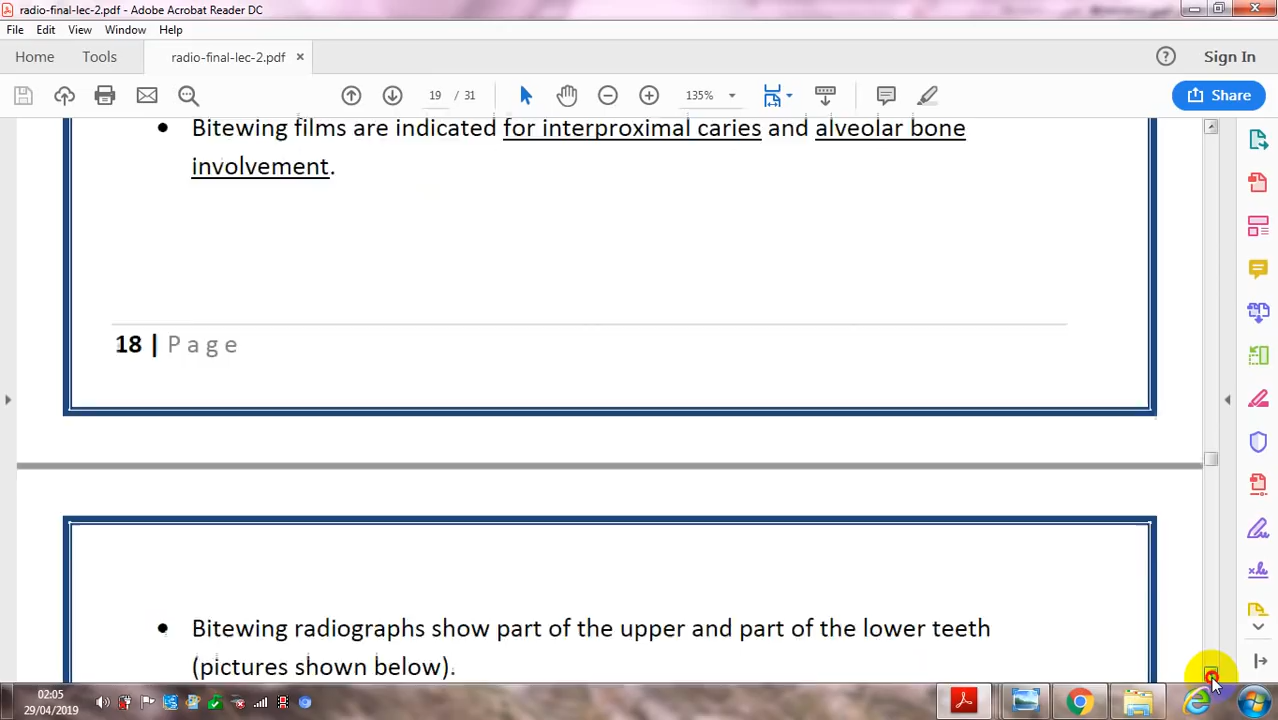 radio-final-lec-2.pdf - Adobe Acrobat Reader DC
File Edit View Window Help
Home Tools radio-final-lec-2.pdf × Sign In
19 / 31 135% Share
• Bitewing films are indicated for interproximal caries and alveolar bone
involvement.
18 | P a g e
• Bitewing radiographs show part of the upper and part of the lower teeth
(pictures shown below).
02:05
29/04/2019